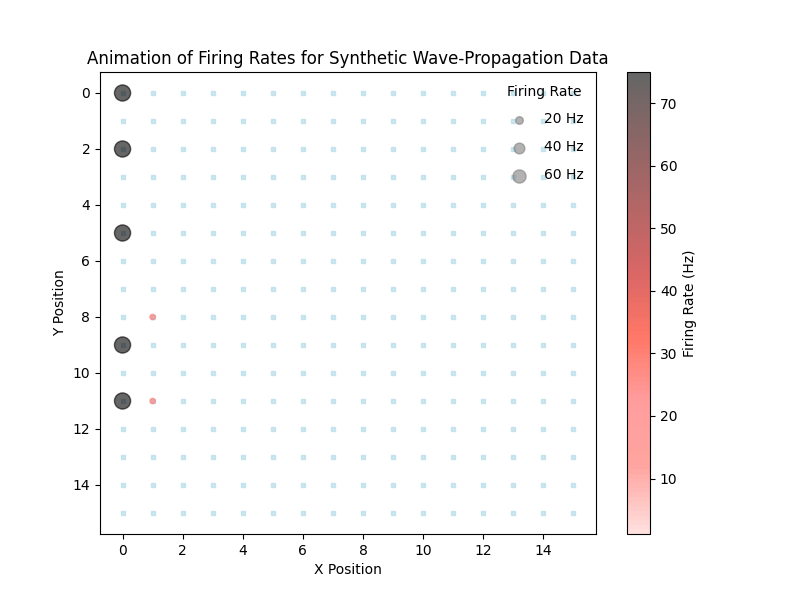 Animation of Firing Rates for Synthetic Wave-Propagation Data
Firing Rate
20 Hz
40 Hz
60 Hz
0
2
4
6
8
10
12
14
Y Position
0
2
4
6
8
10
12
14
X Position
70
60
50
40
30
20
10
Firing Rate (Hz)